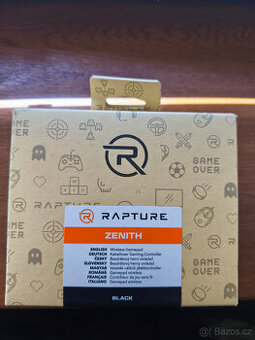 R
GAME
OVER
W
A S D
RAPTURE
GAME
OVER
R RAPTURE
ZENITH
ENGLISH Wireless Gamepad
DEUTSCH Kabelloser Gaming-Controller
ČESKY Bezdrátový herní ovladač
SLOVENSKY Bezdrôtový herný ovládač
MAGYAR Vezeték nélküli játékkontroller
ROMÂNĂ Gamepad wireless
FRANÇAIS Contrôleur de jeu sans fil
ITALIANO Gamepad wireless
BLACK
Sbazar.cz